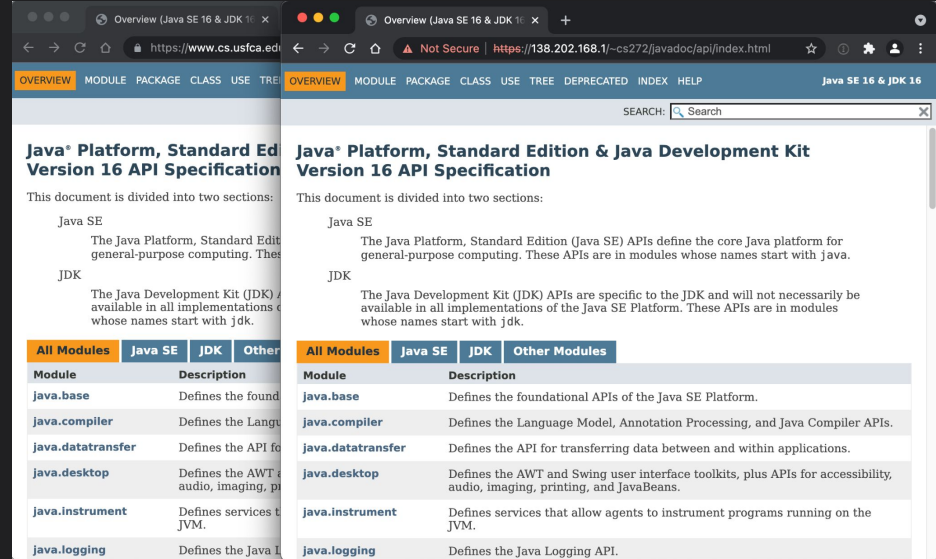 Overview (Java SE 16 & JDK 16
https://www.cs.usfca.edu
OVERVIEW MODULE PACKAGE CLASS USE TREE
Java® Platform, Standard Edi
Version 16 API Specification
This document is divided into two sections:
Java SE
The Java Platform, Standard Edit
general-purpose computing. Thes
JDK
The Java Development Kit (JDK) A
available in all implementations o
whose names start with jdk.
All Modules Java SE JDK Other
Module Description
java.base Defines the found
java.compiler Defines the Langu
java.datatransfer Defines the API fo
java.desktop Defines the AWT a
audio, imaging, pr
java.instrument Defines services t
JVM.
java.logging Defines the Java L
Overview (Java SE 16 & JDK 16
Not Secure | https://138.202.168.1/~cs272/javadoc/api/index.html
OVERVIEW MODULE PACKAGE CLASS USE TREE DEPRECATED INDEX HELP Java SE 16 & JDK 16
SEARCH: Search
Java® Platform, Standard Edition & Java Development Kit
Version 16 API Specification
This document is divided into two sections:
Java SE
The Java Platform, Standard Edition (Java SE) APIs define the core Java platform for
general-purpose computing. These APIs are in modules whose names start with java.
JDK
The Java Development Kit (JDK) APIs are specific to the JDK and will not necessarily be
available in all implementations of the Java SE Platform. These APIs are in modules
whose names start with jdk.
All Modules Java SE JDK Other Modules
Module Description
java.base Defines the foundational APIs of the Java SE Platform.
java.compiler Defines the Language Model, Annotation Processing, and Java Compiler APIs.
java.datatransfer Defines the API for transferring data between and within applications.
java.desktop Defines the AWT and Swing user interface toolkits, plus APIs for accessibility,
audio, imaging, printing, and JavaBeans.
java.instrument Defines services that allow agents to instrument programs running on the
JVM.
java.logging Defines the Java Logging API.